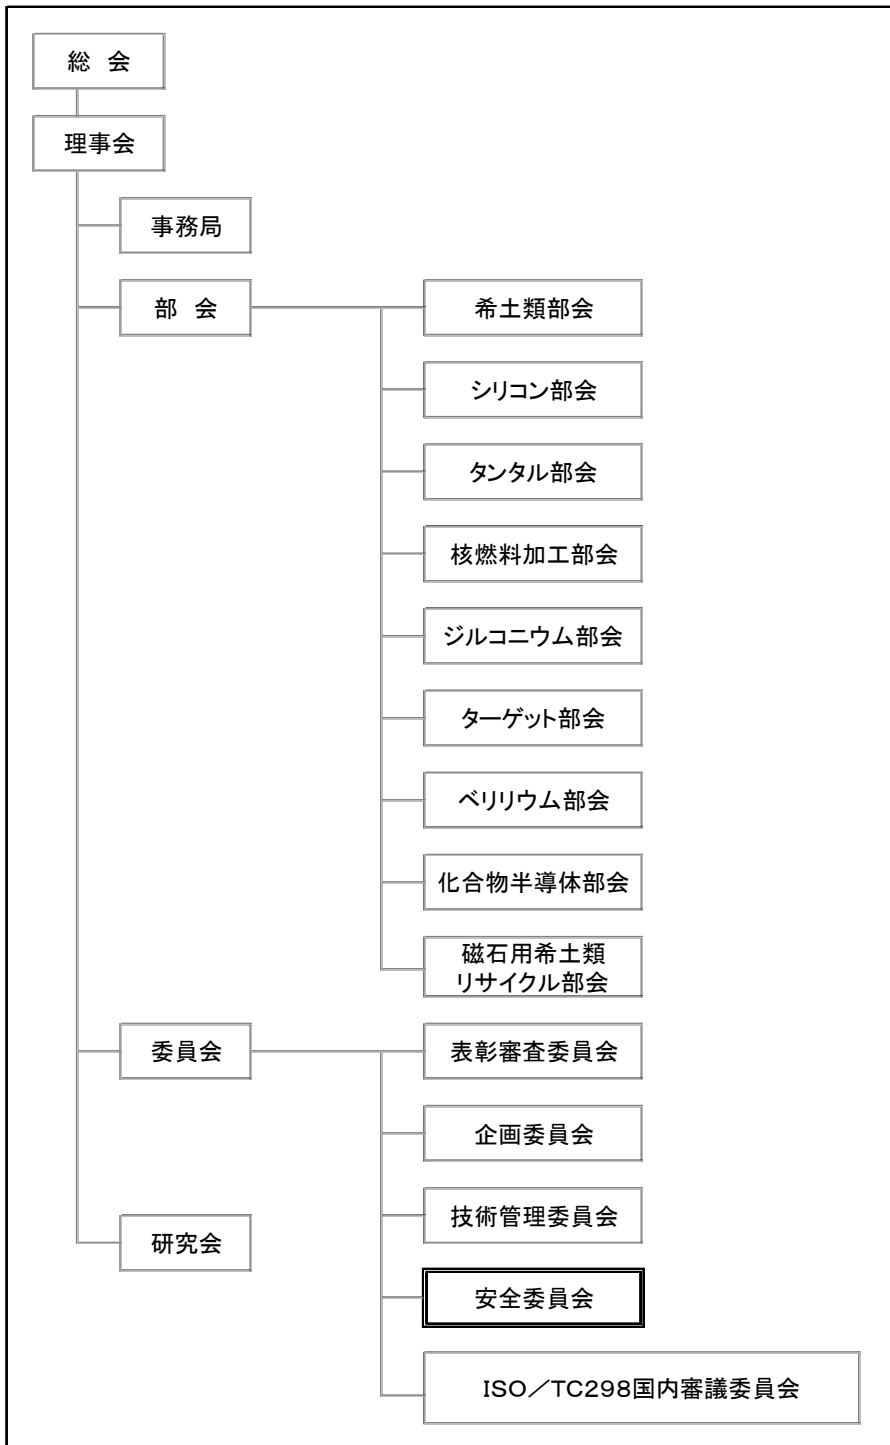 総 会
理事会
事務局
部 会
希土類部会
シリコン部会
タンタル部会
核燃料加工部会
ジルコニウム部会
ターゲット部会
ベリリウム部会
化合物半導体部会
磁石用希土類
リサイクル部会
委員会
表彰審査委員会
企画委員会
技術管理委員会
研究会
安全委員会
ISO／TC298国内審議委員会